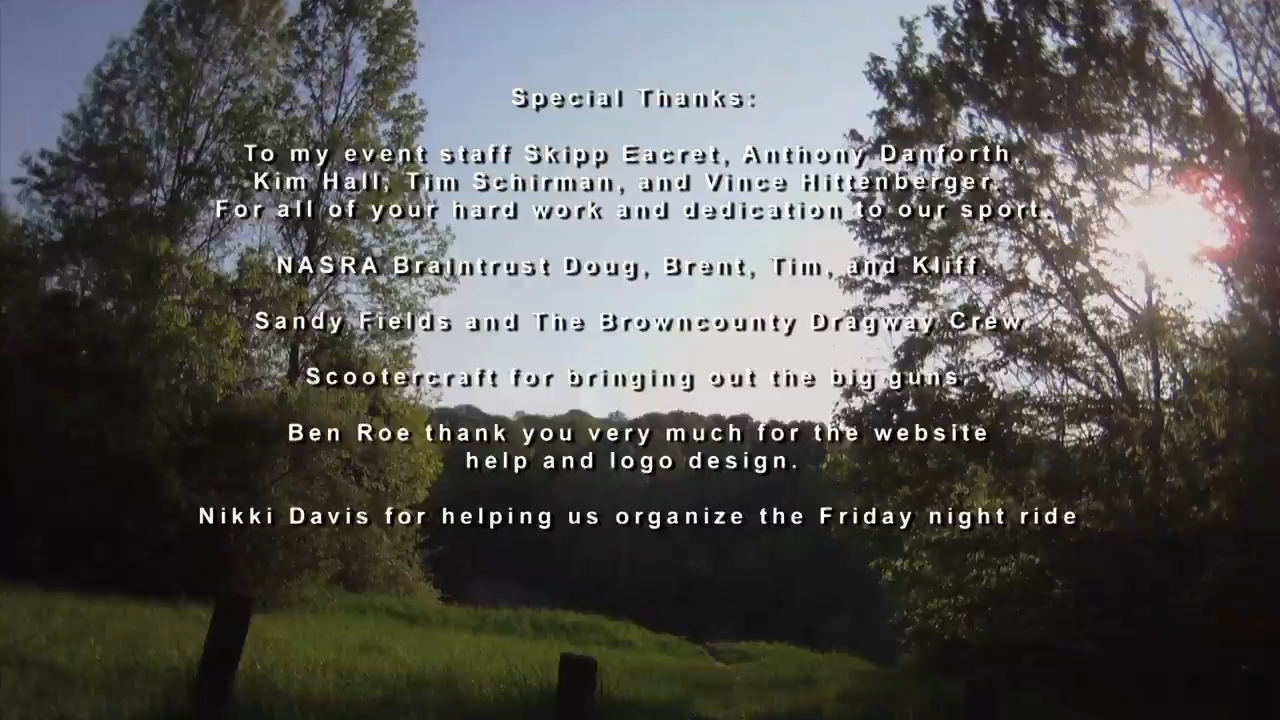 Special Thanks:
To my event staff Skipp Eacret, Anthony Danforth,
Kim Hall, Tim Schirman, and Vince Hittenberger.
For all of your hard work and dedication to our sport.
NASRA Braintrust Doug, Brent, Tim, and Kliff.
Sandy Fields and The Browncounty Dragway Crew
Scootercraft for bringing out the big guns.
Ben Roe thank you very much for the website
help and logo design.
Nikki Davis for helping us organize the Friday night ride